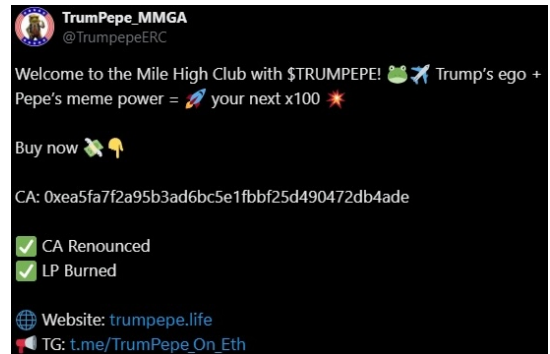 TrumPepe_MMGA
@TrumpepeERC
Welcome to the Mile High Club with $TRUMPEPE! 🐸✈️ Trump's ego +
Pepe's meme power = 🚀 your next x100 💥
Buy now 💸👇
CA: 0xea5fa7f2a95b3ad6bc5e1fbbf25d490472db4ade
✅ CA Renounced
✅ LP Burned
🌐 Website: trumpepe.life
📢 TG: t.me/TrumPepe_On_Eth